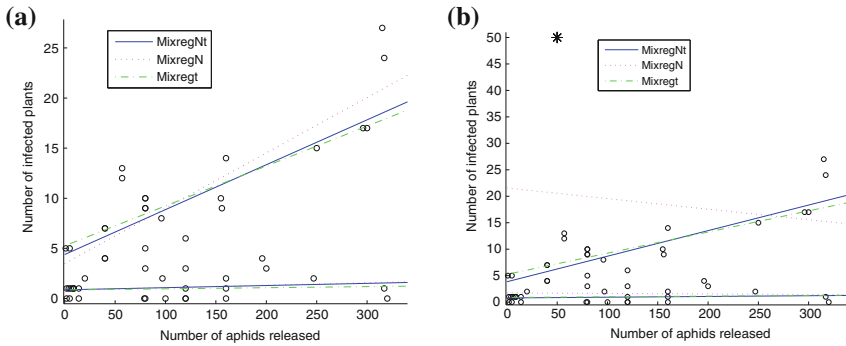 (a)
Number of infected plants
25
20
15
10
5
0
MixregNt
MixregN
Mixregt
0 50 100 150 200 250 300
Number of aphids released
(b)
Number of infected plants
50
45
40
35
30
25
20
15
10
5
0
MixregNt
MixregN
Mixregt
0 50 100 150 200 250 300
Number of aphids released